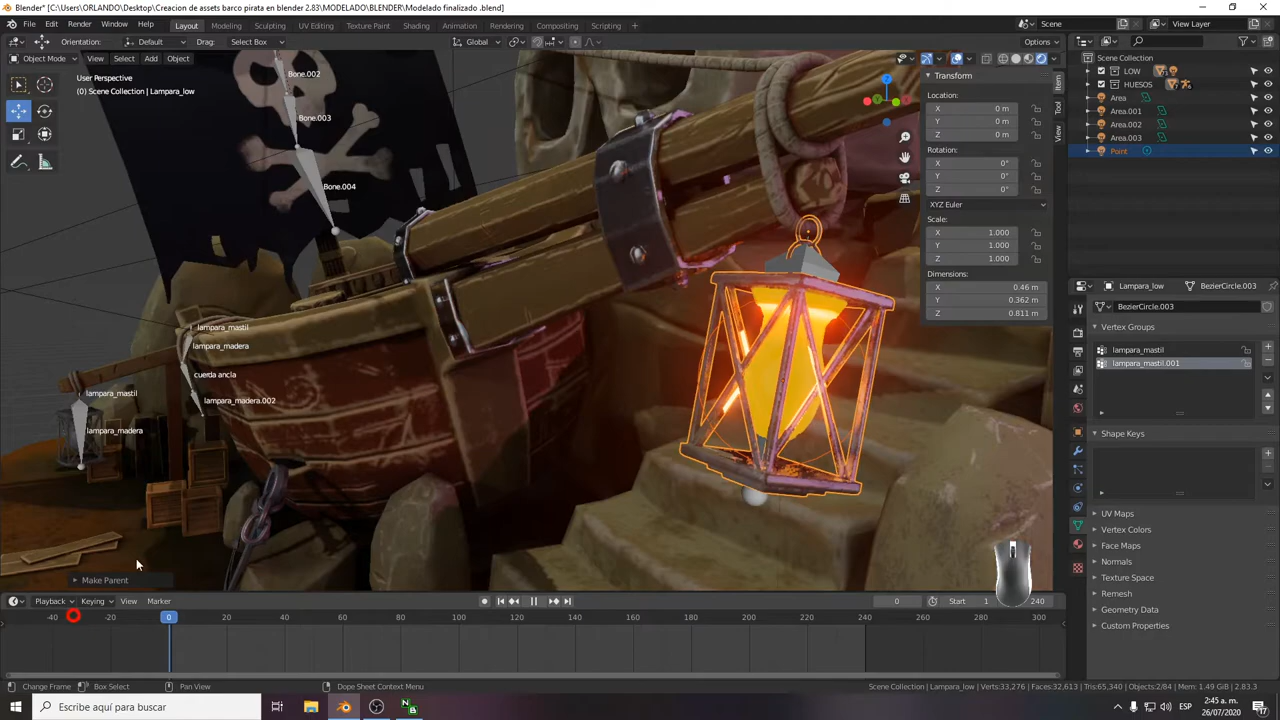 Blender* [C:\Users\ORLANDO\Desktop\Creacion de assets barco pirata en blender 2.83\MODELADO\BLENDER\Modelado finalizado .blend]
File Edit Render Window Help Layout Modeling Sculpting UV Editing Texture Paint Shading Animation Rendering Compositing Scripting + Scene View Layer
Orientation: Default Drag: Select Box Global Options
Object Mode View Select Add Object
User Perspective
(0) Scene Collection | Lampara_low
Bone.002
Bone.003
Bone.004
lampara_mastil
lampara_madera
cuerda ancla
lampara_madera.002
lampara_mastil
lampara_madera
Transform
Location:
X 0 m
Y 0 m
Z 0 m
Rotation:
X 0°
Y 0°
Z 0°
XYZ Euler
Scale:
X 1.000
Y 1.000
Z 1.000
Dimensions:
X 0.46 m
Y 0.362 m
Z 0.811 m
Item
Tool
View
Scene Collection
LOW
HUESOS
Area
Area.001
Area.002
Area.003
Point
Lampara_low BezierCircle.003
BezierCircle.003
Vertex Groups
lampara_mastil
lampara_mastil.001
Shape Keys
UV Maps
Vertex Colors
Face Maps
Normals
Texture Space
Remesh
Geometry Data
Custom Properties
Make Parent
Playback Keying View Marker 0 Start 1 240
-40 0 20 40 60 80 100 120 140 160 180 200 220 240 260 280 300
Change Frame Box Select Pan View Dope Sheet Context Menu Scene Collection | Lampara_low | Verts:33,276 | Faces:32,613 | Tris:65,340 | Objects:2/84 | Mem: 1.49 GiB | 2.83.3
Escribe aquí para buscar ESP 2:45 a. m.
26/07/2020
17